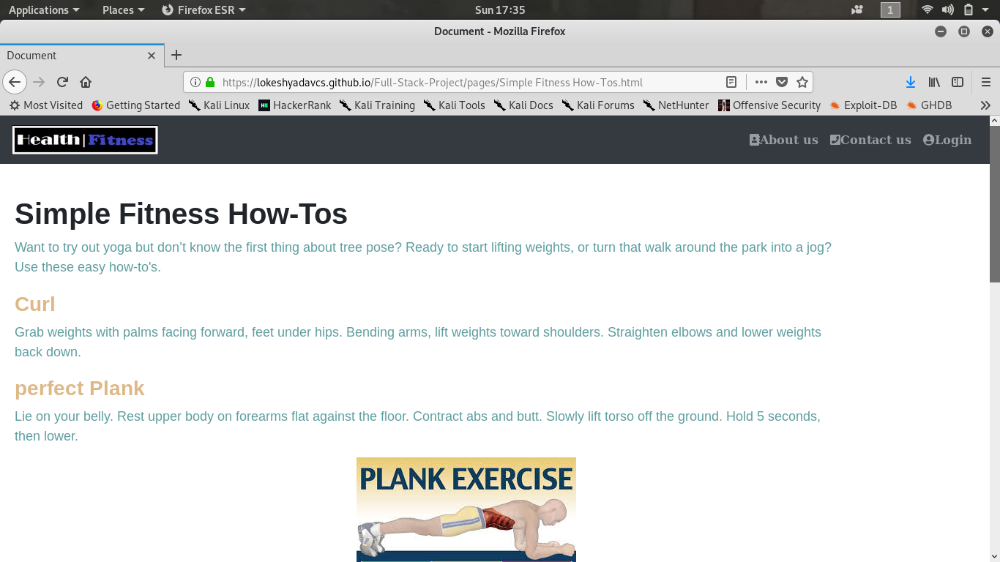 Applications Places Firefox ESR Sun 17:35 1
Document - Mozilla Firefox
Document
https://lokeshyadavcs.github.io/Full-Stack-Project/pages/Simple Fitness How-Tos.html
Most Visited Getting Started Kali Linux HackerRank Kali Training Kali Tools Kali Docs Kali Forums NetHunter Offensive Security Exploit-DB GHDB
Health|Fitness About us Contact us Login
Simple Fitness How-Tos
Want to try out yoga but don’t know the first thing about tree pose? Ready to start lifting weights, or turn that walk around the park into a jog?
Use these easy how-to's.
Curl
Grab weights with palms facing forward, feet under hips. Bending arms, lift weights toward shoulders. Straighten elbows and lower weights
back down.
perfect Plank
Lie on your belly. Rest upper body on forearms flat against the floor. Contract abs and butt. Slowly lift torso off the ground. Hold 5 seconds,
then lower.
PLANK EXERCISE